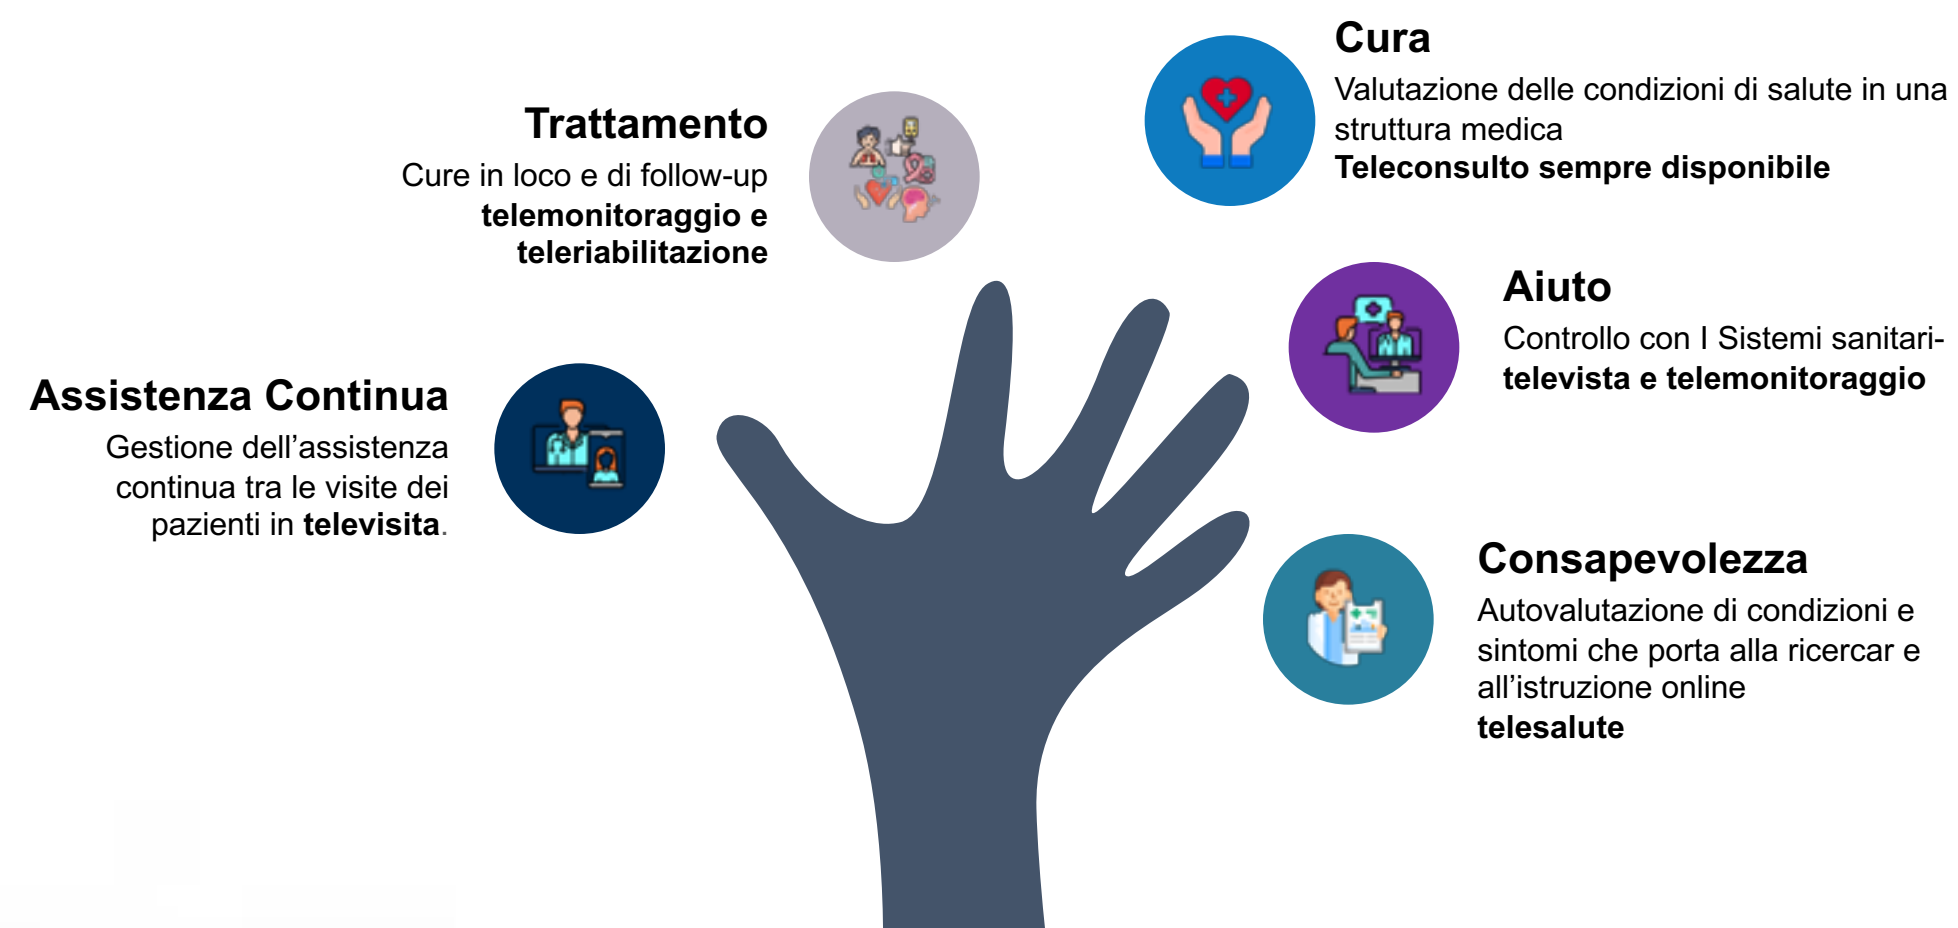 Cura
Valutazione delle condizioni di salute in una
struttura medica
Teleconsulto sempre disponibile
Trattamento
Cure in loco e di follow-up
telemonitoraggio e
teleriabilitazione
Aiuto
Controllo con I Sistemi sanitari-
televista e telemonitoraggio
Assistenza Continua
Gestione dell’assistenza
continua tra le visite dei
pazienti in televisita.
Consapevolezza
Autovalutazione di condizioni e
sintomi che porta alla ricercar e
all’istruzione online
telesalute